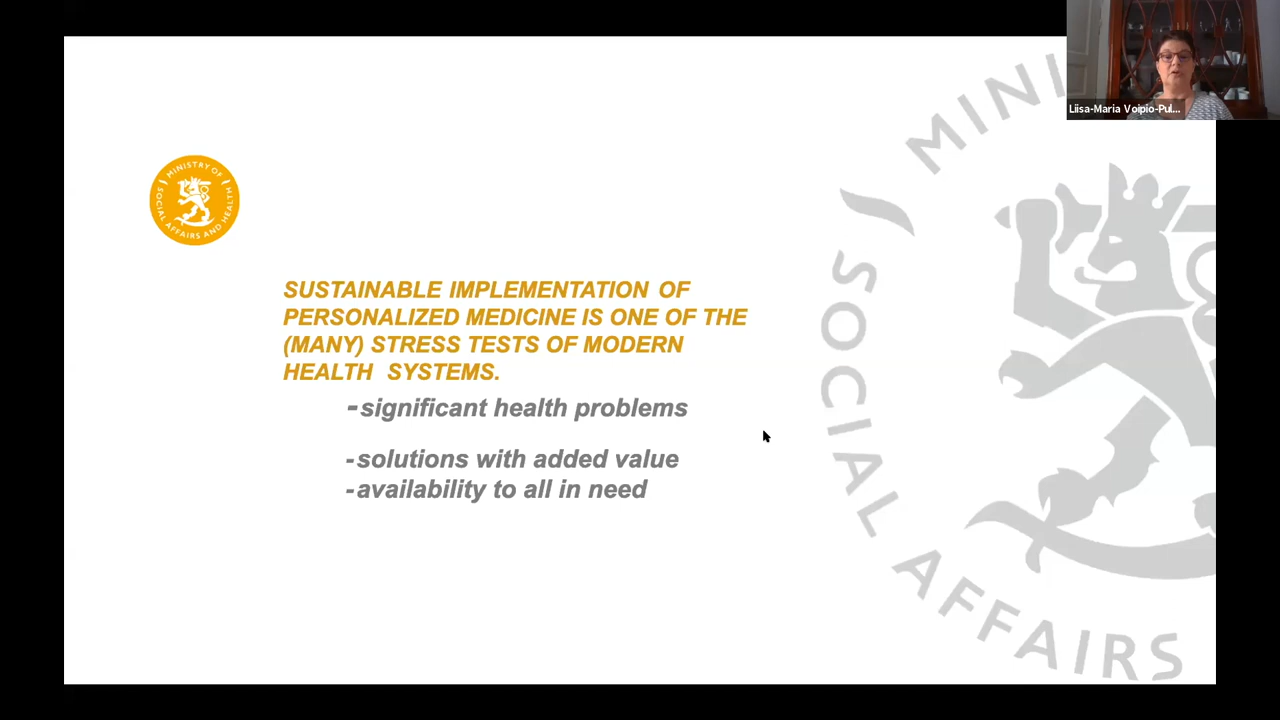 Liisa-Maria Voipio-Pul...
MINI
SOCIAL AFFAIRS
MINISTRY OF
SOCIAL AFFAIRS AND HEALTH
SUSTAINABLE IMPLEMENTATION OF
PERSONALIZED MEDICINE IS ONE OF THE
(MANY) STRESS TESTS OF MODERN
HEALTH SYSTEMS.
-significant health problems
-solutions with added value
-availability to all in need